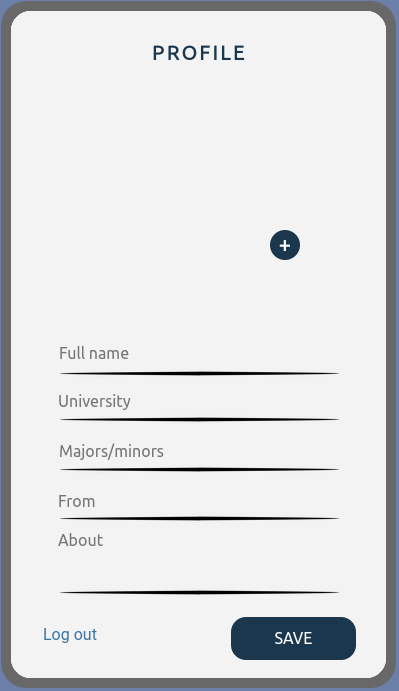 PROFILE
+
Full name
University
Majors/minors
From
About
Log out
SAVE